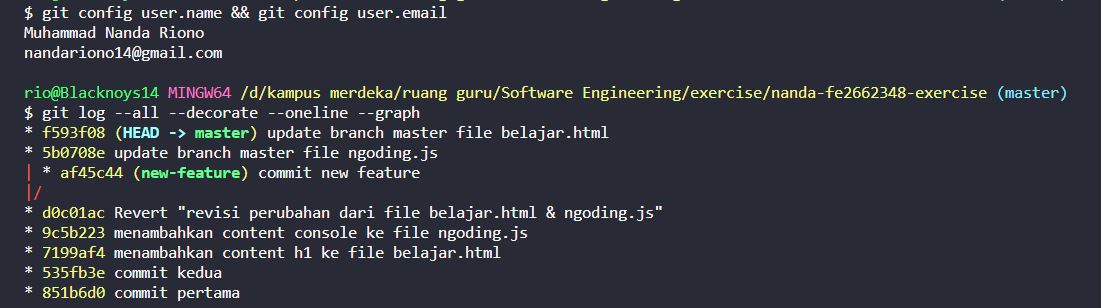 $ git config user.name && git config user.email
Muhammad Nanda Riono
nandariono14@gmail.com
rio@Blacknoys14 MINGW64 /d/kampus merdeka/ruang guru/Software Engineering/exercise/nanda-fe2662348-exercise (master)
$ git log --all --decorate --oneline --graph
* f593f08 (HEAD -> master) update branch master file belajar.html
* 5b0708e update branch master file ngoding.js
| * af45c44 (new-feature) commit new feature
|/
* d0c01ac Revert "revisi perubahan dari file belajar.html & ngoding.js"
* 9c5b223 menambahkan content console ke file ngoding.js
* 7199af4 menambahkan content h1 ke file belajar.html
* 535fb3e commit kedua
* 851b6d0 commit pertama